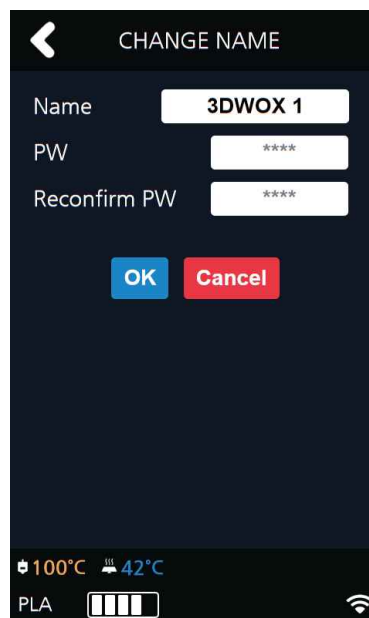 CHANGE NAME
Name 3DWOX 1
PW ****
Reconfirm PW ****
OK Cancel
100°C 42°C
PLA